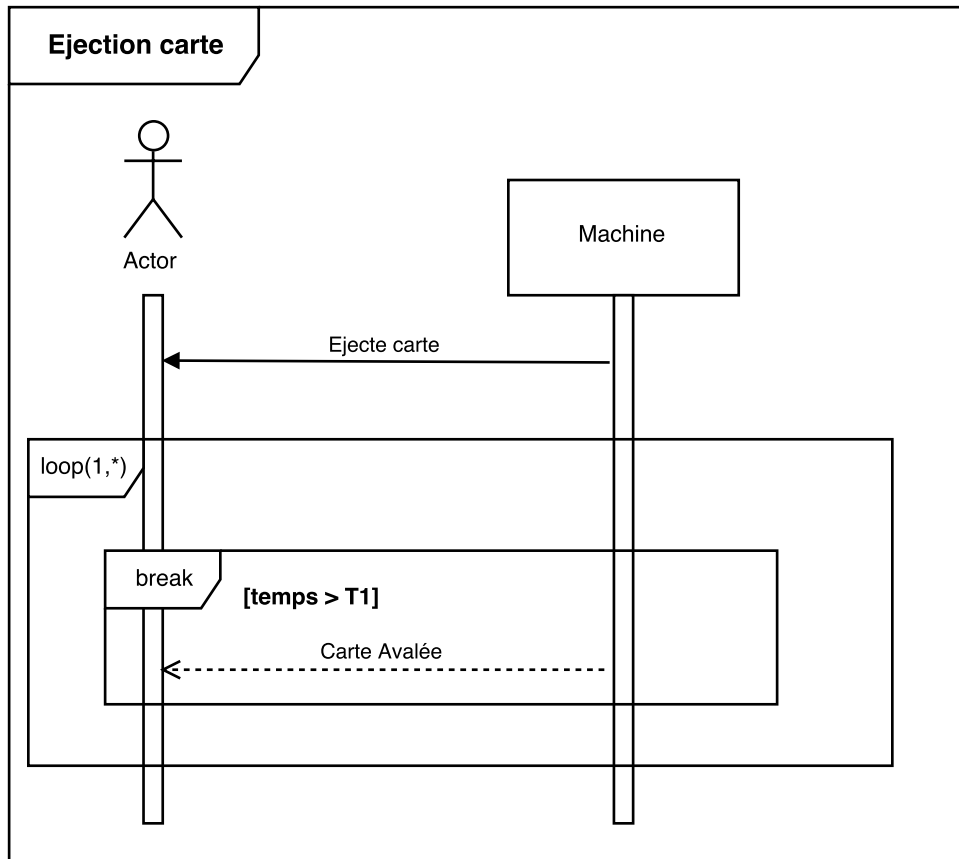 Ejection carte
Actor
Machine
Ejecte carte
loop(1,*)
break
[temps > T1]
Carte Avalée